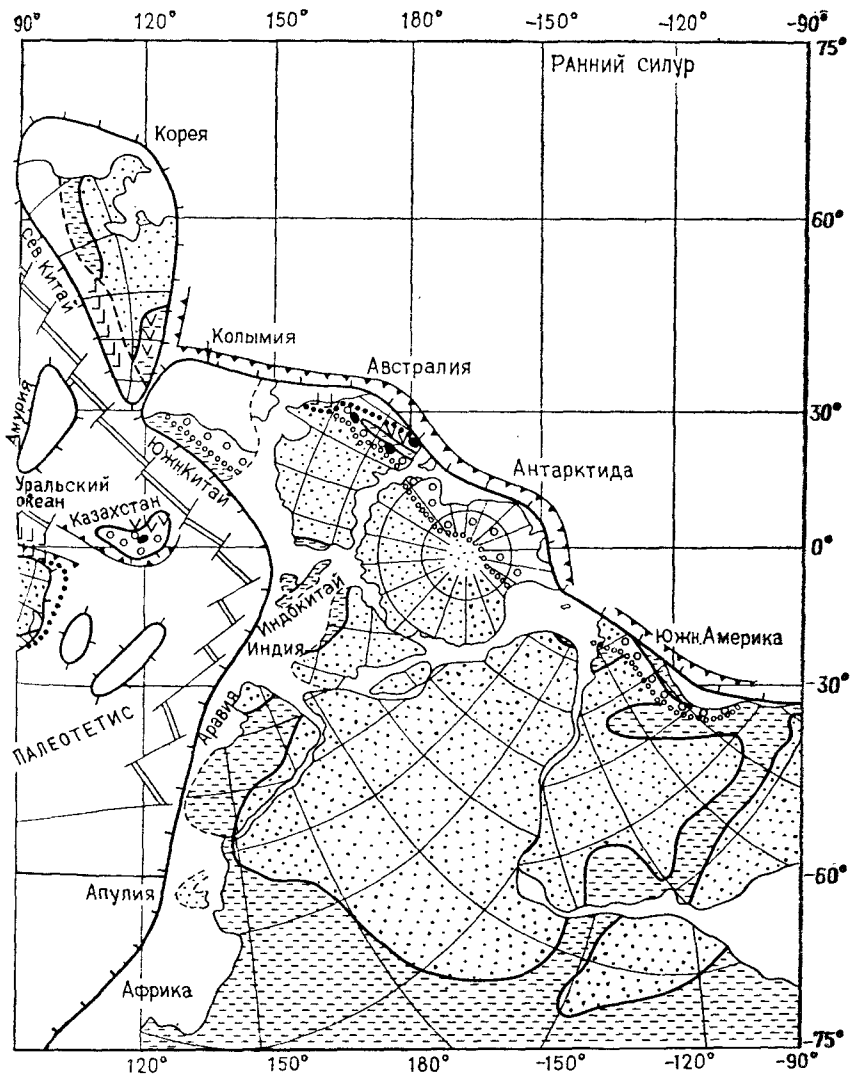 90° 120° 150° 180° -150° -120° -90°
75°
Ранний силур
Корея
60°
Сев Китай
Колымия
Австралия
Амурия
30°
Южн Китай
Антарктида
Уральский
океан
Казахстан
0°
Индокитай
Индия
Южн. Америка
-30°
Аравия
ПАЛЕОТЕТИС
-60°
Апулия
Африка
-75°
120° 150° 180° -150° -120° -90°